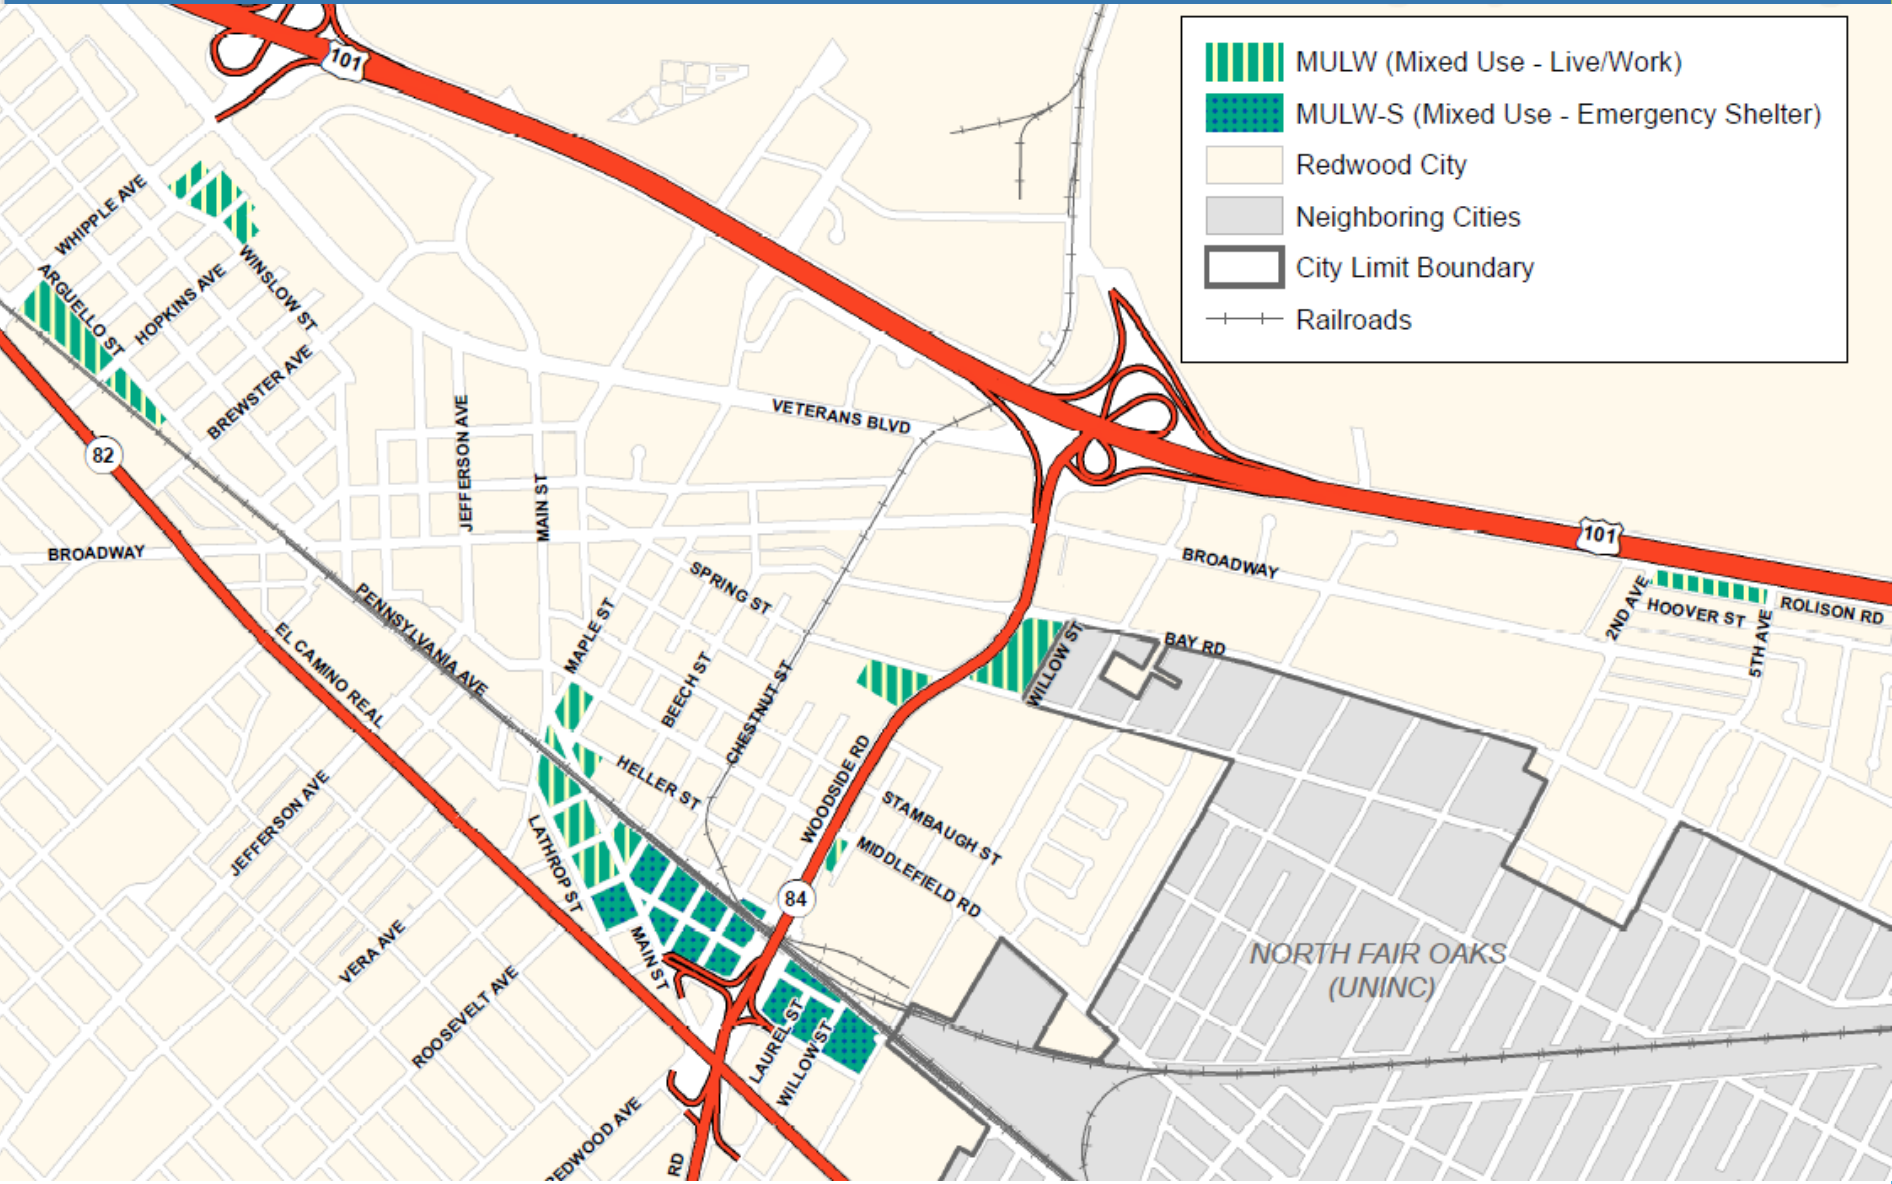 MULW (Mixed Use - Live/Work)
MULW-S (Mixed Use - Emergency Shelter)
Redwood City
Neighboring Cities
City Limit Boundary
Railroads
101
WHIPPLE AVE
ARGUELLO ST
HOPKINS AVE
WINSLOW ST
BREWSTER AVE
82
JEFFERSON AVE
MAIN ST
VETERANS BLVD
101
BROADWAY
BROADWAY
SPRING ST
2ND AVE
HOOVER ST
5TH AVE
ROLISON RD
PENNSYLVANIA AVE
EL CAMINO REAL
MAPLE ST
BEECH ST
CHESTNUT ST
WILLOW ST
BAY RD
HELLER ST
WOODSIDE RD
STAMBAUGH ST
MIDDLEFIELD RD
JEFFERSON AVE
LATHROP ST
84
VERA AVE
MAIN ST
ROOSEVELT AVE
NORTH FAIR OAKS
(UNINC)
LAUREL ST
WILLOW ST
REDWOOD AVE
RD